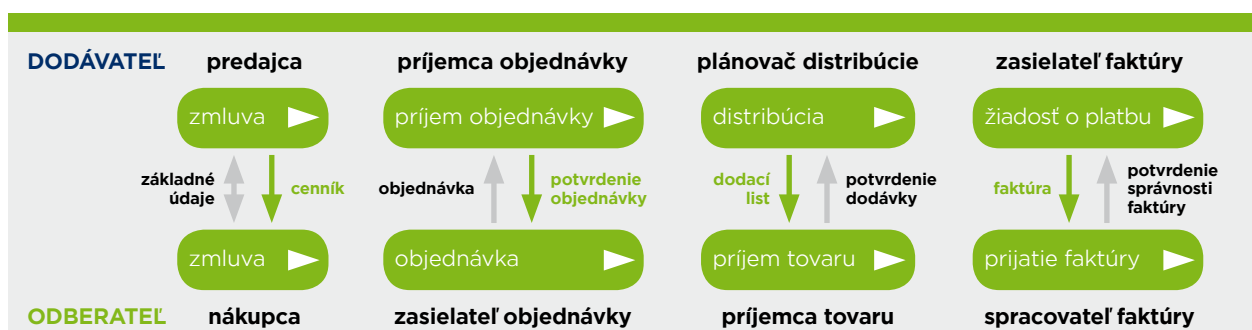 DODÁVATEĽ predajca príjemca objednávky plánovač distribúcie zasielateľ faktúry
zmluva príjem objednávky distribúcia žiadosť o platbu
základné
údaje
cenník
objednávka
potvrdenie
objednávky
dodací
list
potvrdenie
dodávky
faktúra
potvrdenie
správnosti
faktúry
zmluva objednávka príjem tovaru prijatie faktúry
ODBERATEĽ nákupca zasielateľ objednávky príjemca tovaru spracovateľ faktúry